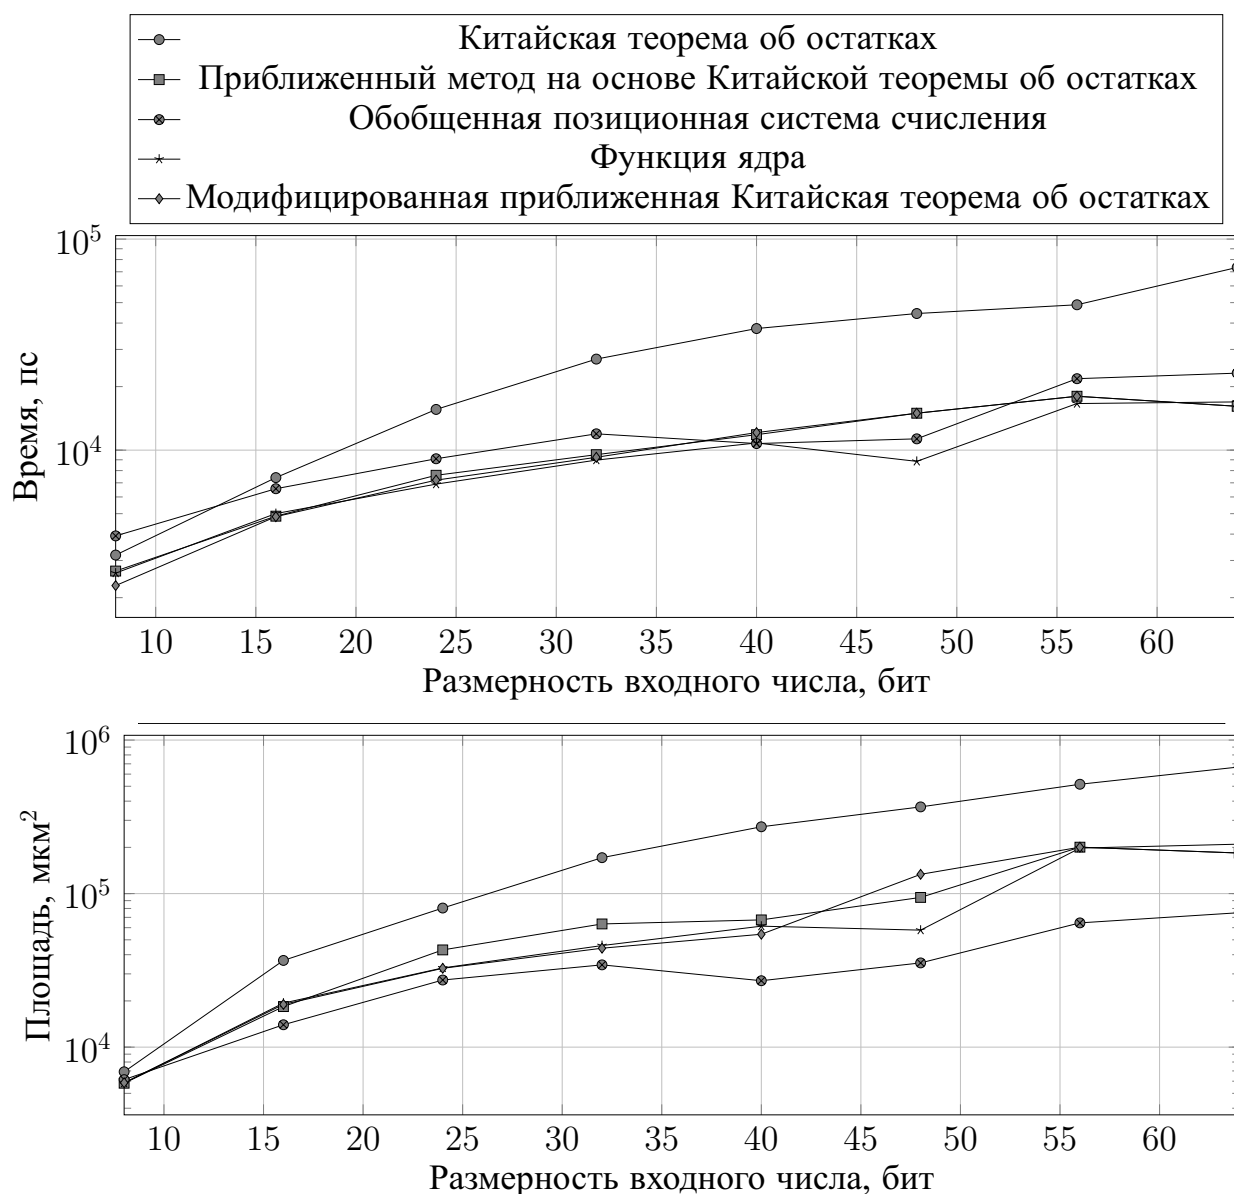 Китайская теорема об остатках
Приближенный метод на основе Китайской теоремы об остатках
Обобщенная позиционная система счисления
Функция ядра
Модифицированная приближенная Китайская теорема об остатках
10^5
10^4
Время, пс
10 15 20 25 30 35 40 45 50 55 60
Размерность входного числа, бит
10^6
10^5
10^4
Площадь, мкм^2
10 15 20 25 30 35 40 45 50 55 60
Размерность входного числа, бит